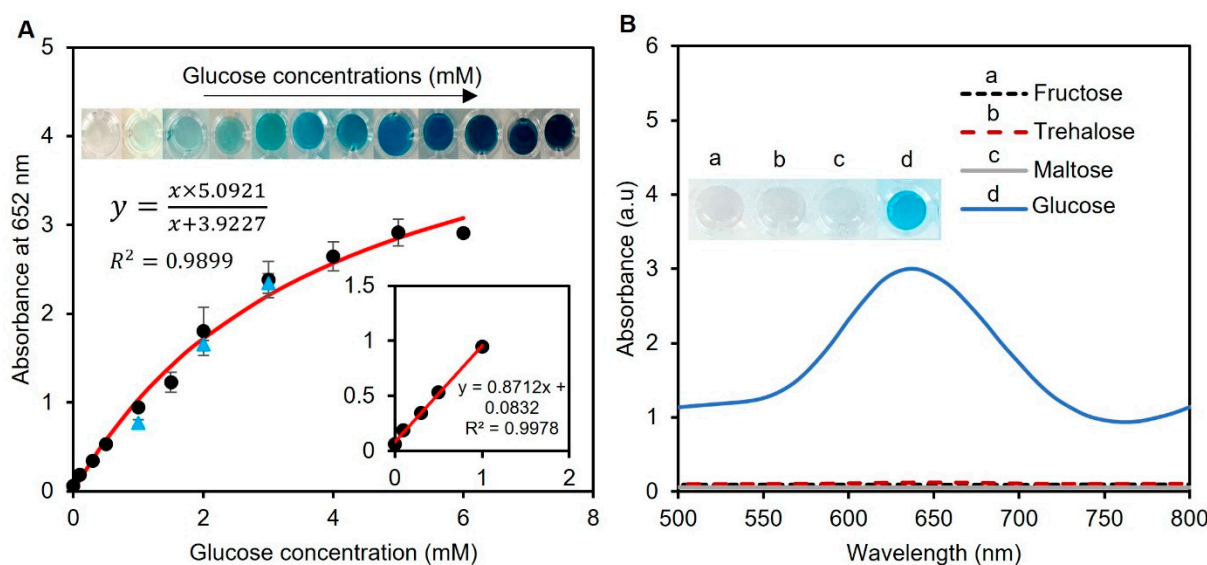 A
5
4
3
2
1
0
Absorbance at 652 nm
Glucose concentrations (mM)
y = x×5.0921
x+3.9227
R² = 0.9899
1.5
1
0.5
0
0 1 2
y = 0.8712x +
0.0832
R² = 0.9978
0 2 4 6 8
Glucose concentration (mM)
B
6
5
4
3
2
1
0
Absorbance (a.u)
a b c d
a
Fructose
b
Trehalose
c
Maltose
d
Glucose
500 550 600 650 700 750 800
Wavelength (nm)